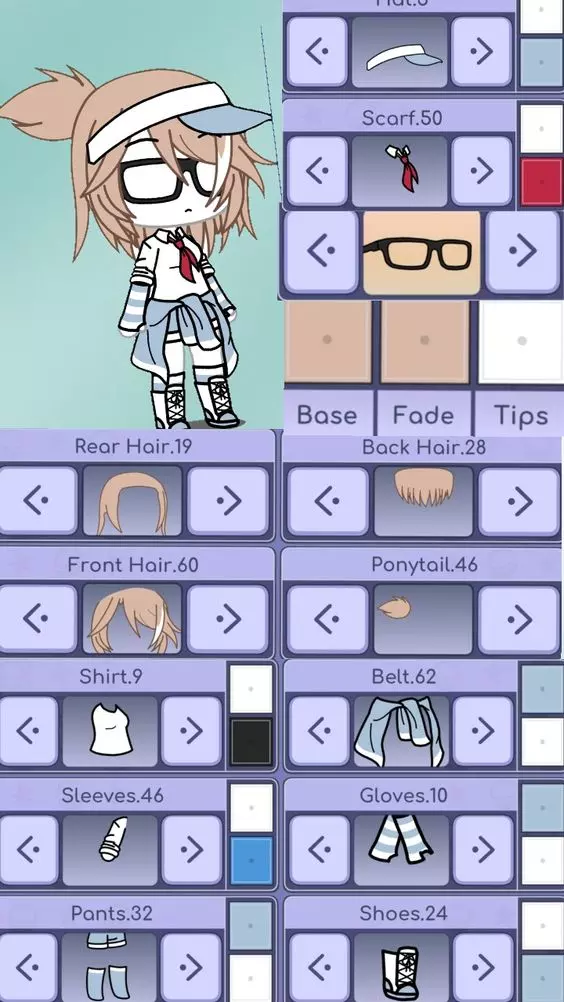 Scarf.50
Base
Fade
Tips
Rear Hair.19
Back Hair.28
Front Hair.60
Ponytail.46
Shirt.9
Belt.62
Sleeves.46
Gloves.10
Pants.32
Shoes.24